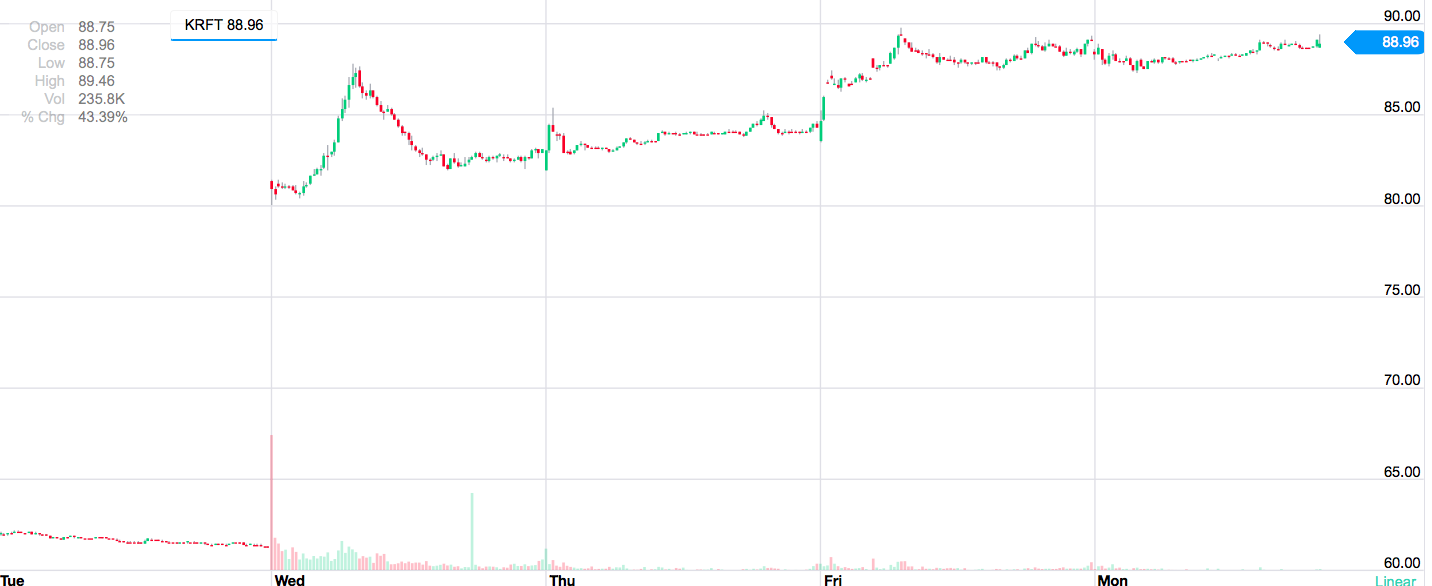 KRFT 88.96
Open 88.75
Close 88.96
Low 88.75
High 89.46
Vol 235.8K
% Chg 43.39%
90.00
88.96
85.00
80.00
75.00
70.00
65.00
60.00
Tue Wed Thu Fri Mon Linear